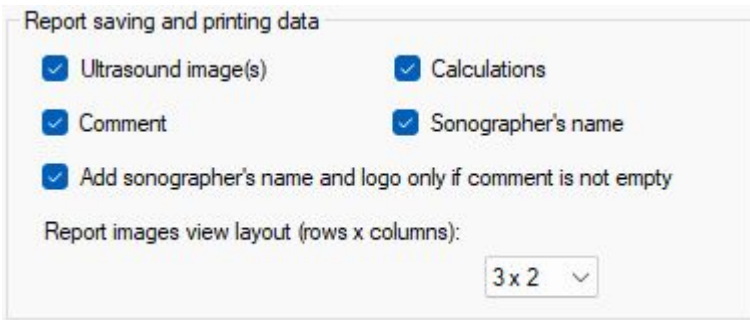 Report saving and printing data
Ultrasound image(s) Calculations
Comment Sonographer's name
Add sonographer's name and logo only if comment is not empty
Report images view layout (rows x columns):
3 x 2